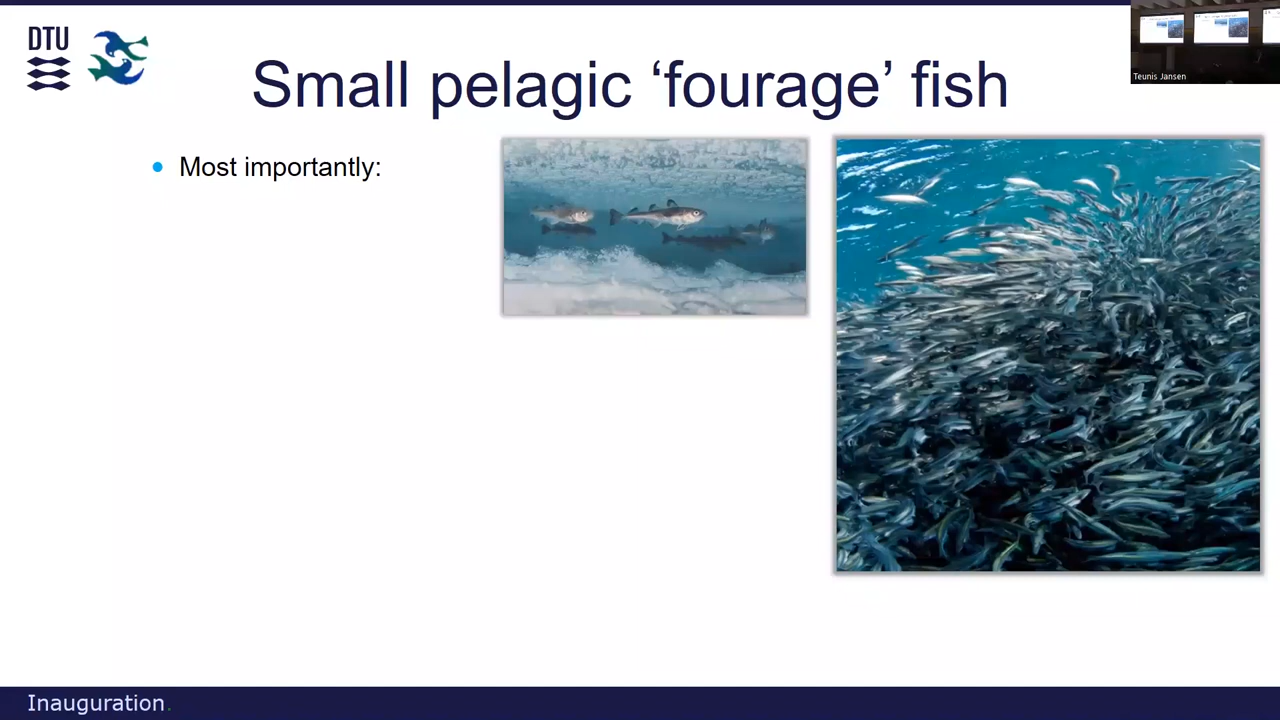 DTU
Small pelagic ‘fourage’ fish
Teunis Jansen
• Most importantly:
Inauguration.